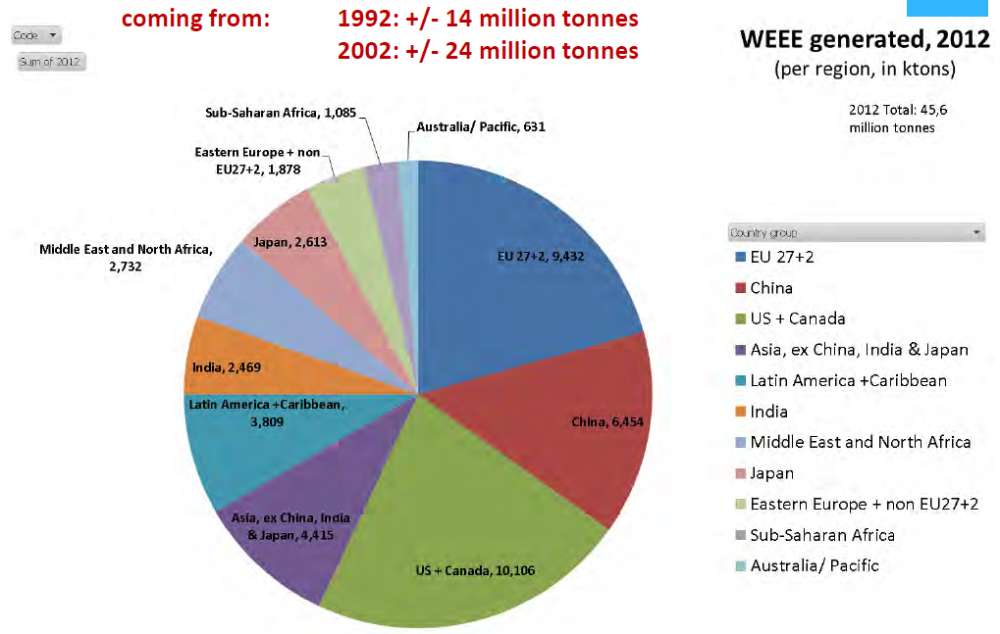 coming from: 1992: +/- 14 million tonnes
2002: +/- 24 million tonnes
Code
Sum of 2012
WEEE generated, 2012
(per region, in ktons)
2012 Total: 45,6
million tonnes
Sub-Saharan Africa, 1,085
Australia/ Pacific, 631
Eastern Europe + non
EU27+2, 1,878
Japan, 2,613
Middle East and North Africa,
2,732
EU 27+2, 9,432
India, 2,469
Latin America +Caribbean,
3,809
China, 6,454
Asia, ex China, India
& Japan, 4,415
US + Canada, 10,106
Country group
EU 27+2
China
US + Canada
Asia, ex China, India & Japan
Latin America +Caribbean
India
Middle East and North Africa
Japan
Eastern Europe + non EU27+2
Sub-Saharan Africa
Australia/ Pacific